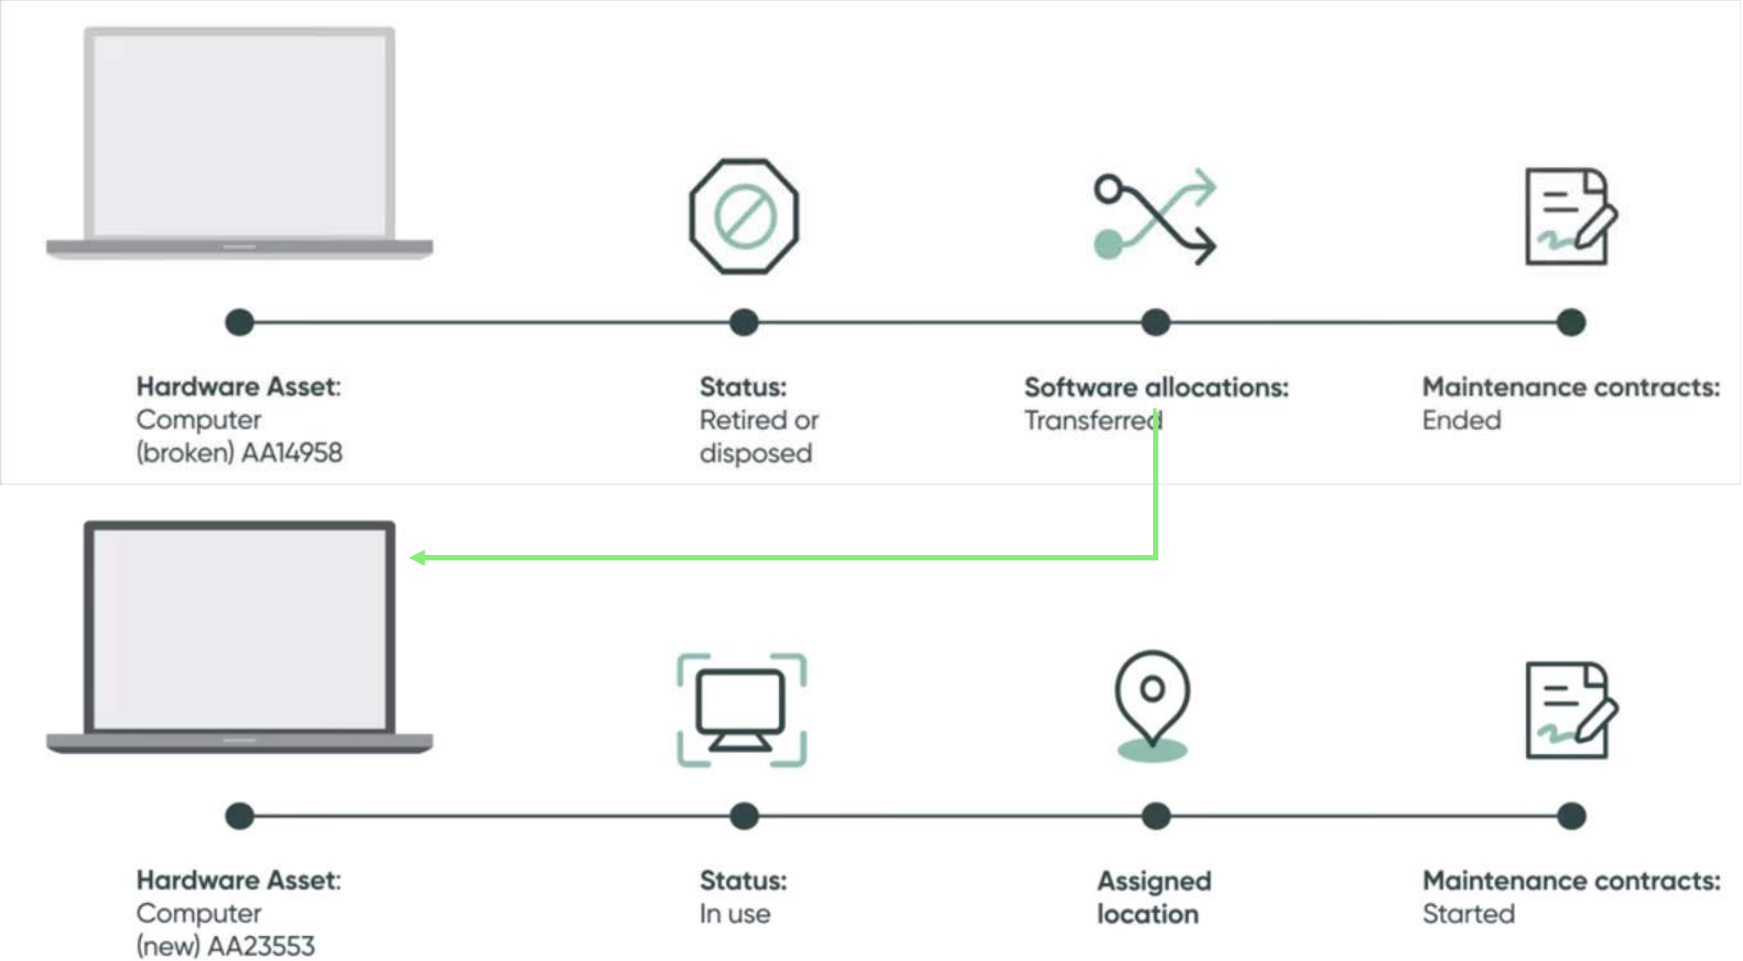 Hardware Asset:
Computer
(broken) AA14958
Status:
Retired or
disposed
Software allocations:
Transferred
Maintenance contracts:
Ended
Hardware Asset:
Computer
(new) AA23553
Status:
In use
Assigned
location
Maintenance contracts:
Started